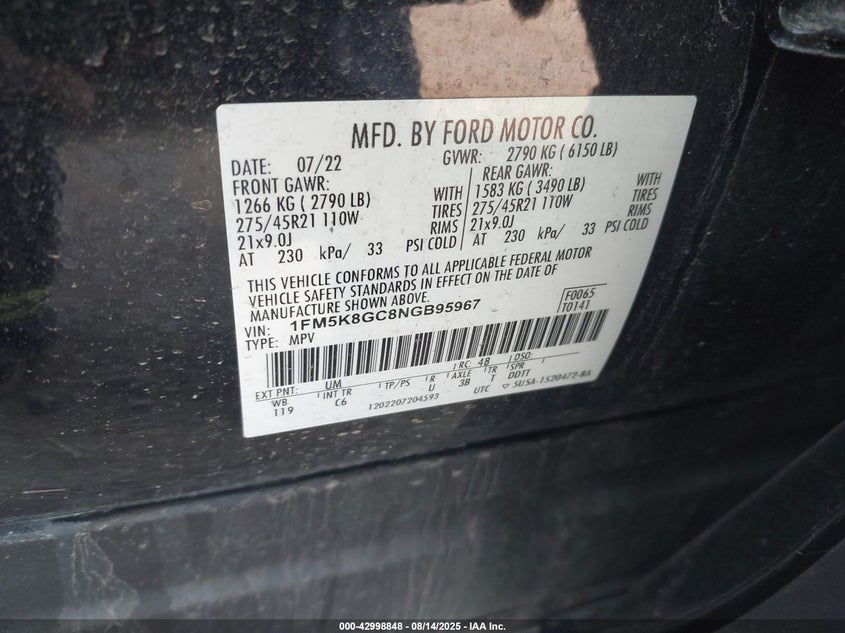 MFD. BY FORD MOTOR CO.
DATE: 07/22 GVWR: 2790 KG ( 6150 LB)
FRONT GAWR: REAR GAWR:
1266 KG ( 2790 LB) WITH 1583 KG ( 3490 LB) WITH
275/45R21 110W TIRES 275/45R21 110W TIRES
21x9.0J RIMS 21x9.0J RIMS
AT 230 kPa/ 33 PSI COLD AT 230 kPa/ 33 PSI COLD
THIS VEHICLE CONFORMS TO ALL APPLICABLE FEDERAL MOTOR
VEHICLE SAFETY STANDARDS IN EFFECT ON THE DATE OF
MANUFACTURE SHOWN ABOVE.
VIN: 1FM5K8GC8NGB95967 F0065
TYPE: MPV T0141
EXT PNT: UM RC: 48 DSO:
WB INT TR TP/PS R AXLE TR SPR
119 C6 U 3B T DDTT
1202207204593 UTC ▽ 5U5A-1520472-BA
000-42998848 - 08/14/2025 - IAA Inc.